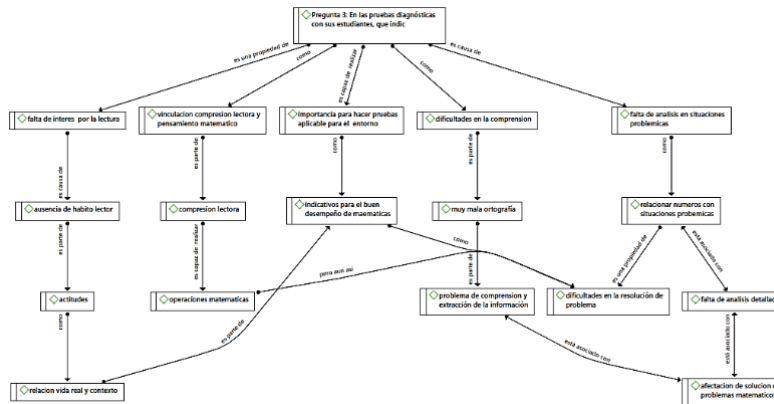 Pregunta 3: En las pruebas diagnósticas
con sus estudiantes, que indic
es una propiedad de
como
es capaz de realizar
como
es causa de
falta de interes por la lectura
vinculacion compresion lectora y
pensamiento matematico
importancia para hacer pruebas
aplicable para el entorno
dificultades en la comprension
falta de analisis en situaciones
problemicas
es causa de
es parte de
como
es parte de
como
ausencia de habito lector
compresion lectora
indicativos para el buen
desempeño de maematicas
muy mala ortografía
relacionar numeros con
situaciones probemicas
es parte de
es capaz de realizar
como
es parte de
es una propiedad de
está asociado con
pero aun asi
actitudes
operaciones matematicas
problema de comprension y
extracción de la información
dificultades en la resolución de
problema
falta de analisis detallad
como
es parte de
está asociado con
está asociado con
relacion vida real y contexto
afectacion de solucion d
problemas matematicos